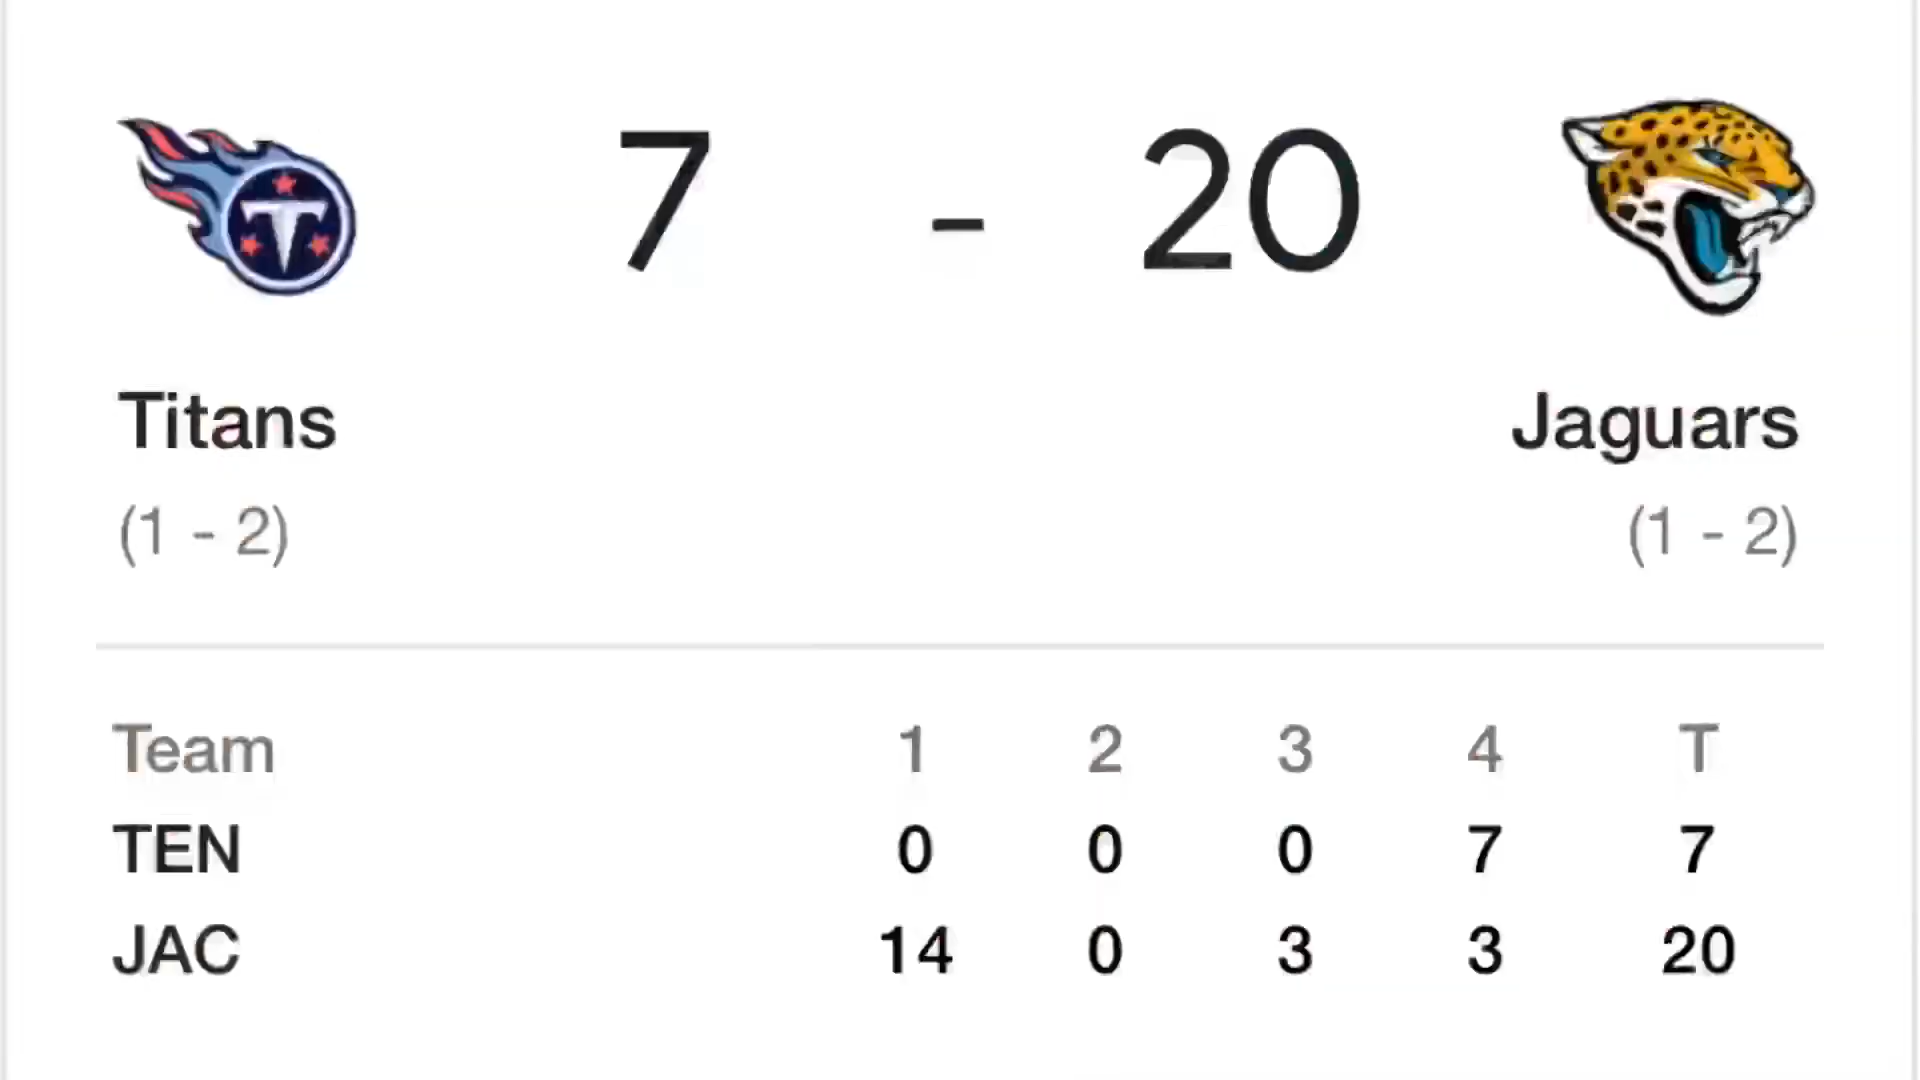 7 - 20
Titans Jaguars
(1 - 2) (1 - 2)
Team 1 2 3 4 T
TEN 0 0 0 7 7
JAC 14 0 3 3 20